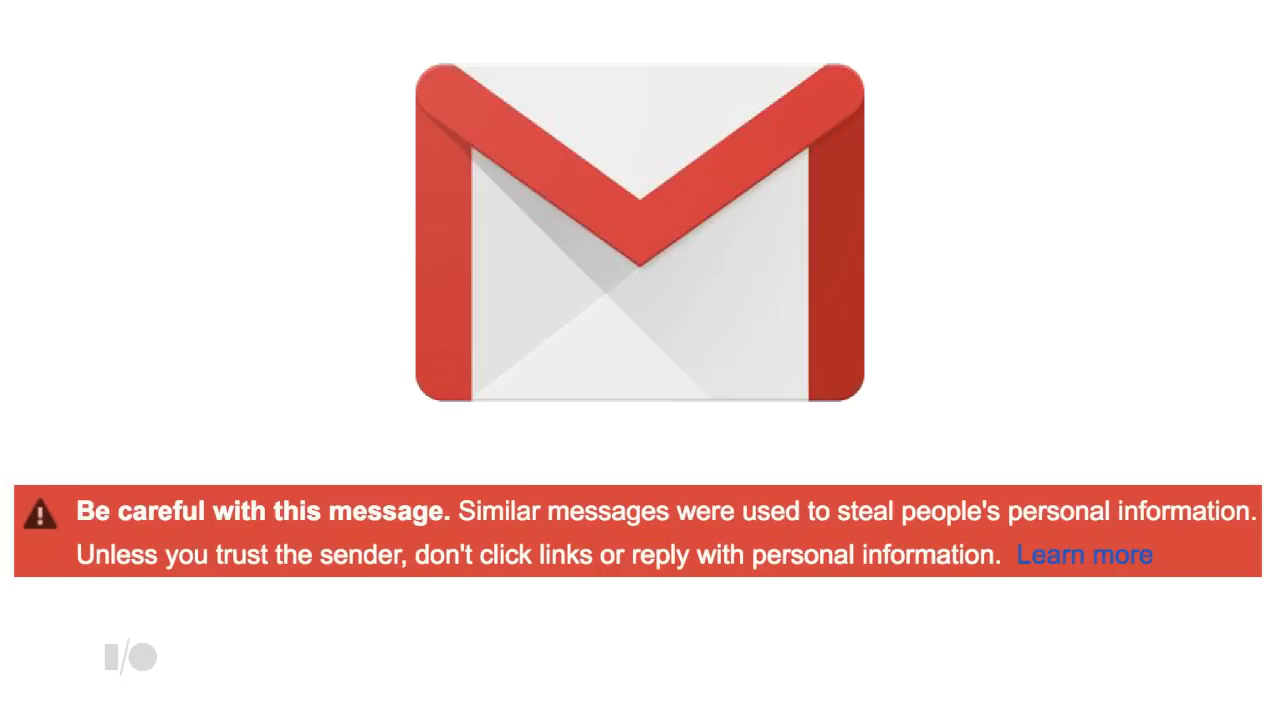 Be careful with this message. Similar messages were used to steal people's personal information.
Unless you trust the sender, don't click links or reply with personal information. Learn more
I/O